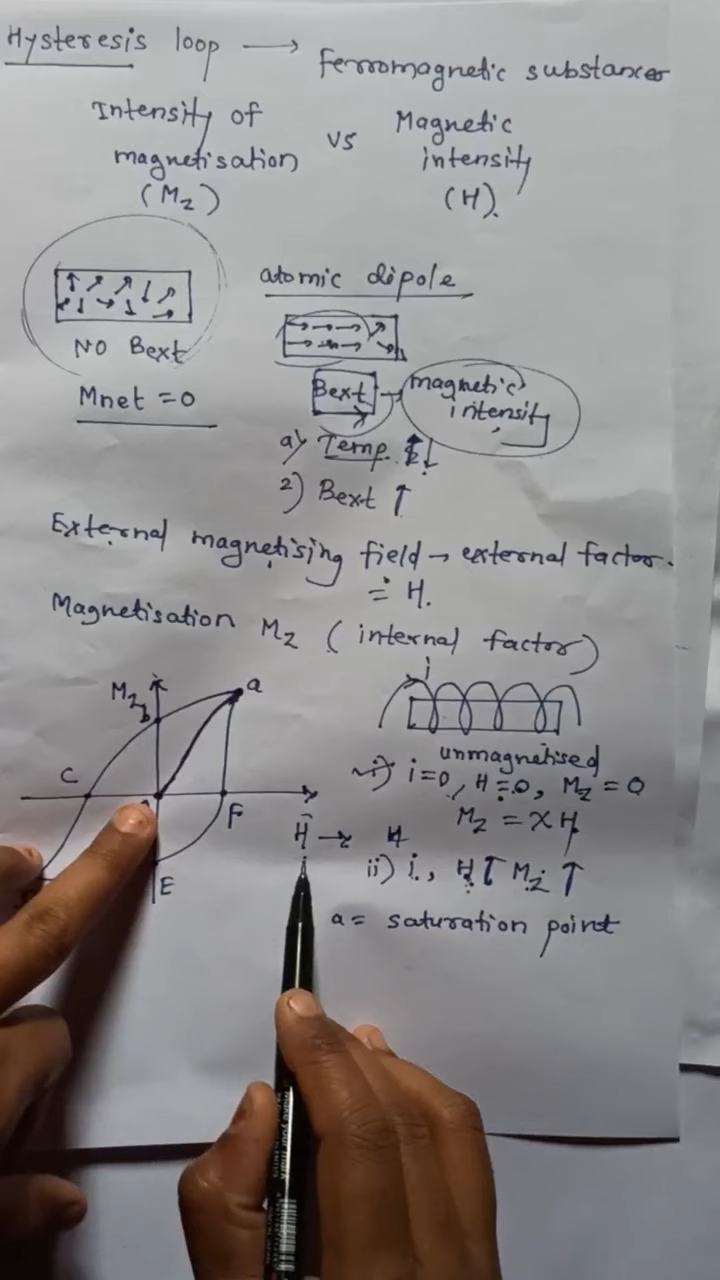 Hysteresis loop → ferromagnetic substances
Intensity of magnetisation (Mz) vs Magnetic intensity (H).
NO Bext
Mnet = 0
atomic dipole
Bext → magnetic intensity
a) Temp. ↓
2) Bext ↑
External magnetising field → external factor.
= H.
Magnetisation Mz (internal factor)
i
unmagnetised
i) i=0, H=0, Mz=0
Mz = χH
ii) i, H↑ Mz ↑
a = saturation point
Mz
b
a
C
F
E
H →
H